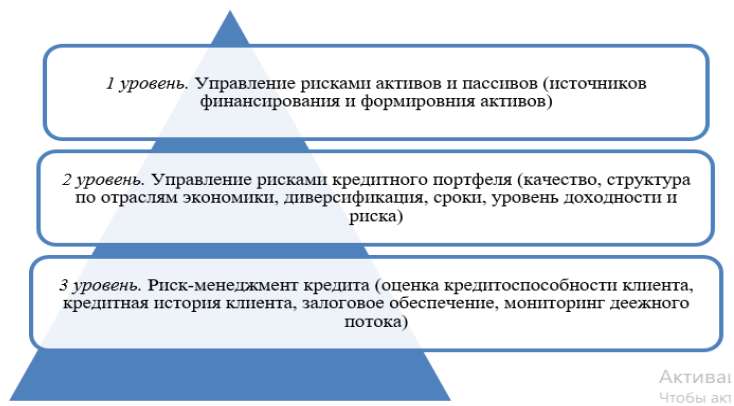 1 уровень. Управление рисками активов и пассивов (источников
финансирования и формировния активов)
2 уровень. Управление рисками кредитного портфеля (качество, структура
по отраслям экономики, диверсификация, сроки, уровень доходности и
риска)
3 уровень. Риск-менеджмент кредита (оценка кредитоспособности клиента,
кредитная история клиента, залоговое обеспечение, мониторинг деежного
потока)
Чтобы